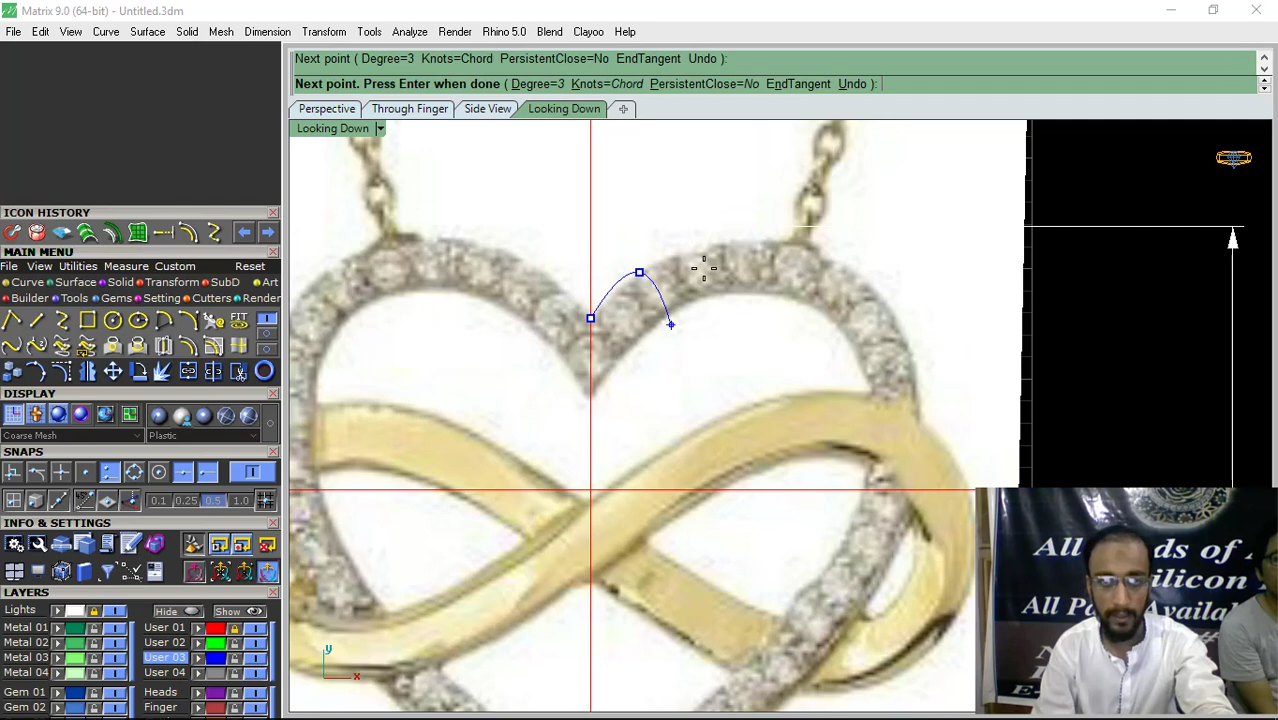 Matrix 9.0 (64-bit) - Untitled.3dm
File Edit View Curve Surface Solid Mesh Dimension Transform Tools Analyze Render Rhino 5.0 Blend Clayoo Help
Next point ( Degree=3 Knots=Chord PersistentClose=No EndTangent Undo ):
Next point. Press Enter when done ( Degree=3 Knots=Chord PersistentClose=No EndTangent Undo ):
Perspective Through Finger Side View Looking Down
Looking Down
ICON HISTORY
MAIN MENU
File View Utilities Measure Custom Reset
Curve Surface Solid Transform SubD Art
Builder Tools Gems Setting Cutters Render
FIT
DISPLAY
Coarse Mesh Plastic
SNAPS
0.1 0.25 0.5 1.0
INFO & SETTINGS
LAYERS
Lights Hide Show
Metal 01 User 01
Metal 02 User 02
Metal 03 User 03
Metal 04 User 04
Gem 01 Heads
Gem 02 Finger
y
x
All
ds of
silicon
All Pa
Availa